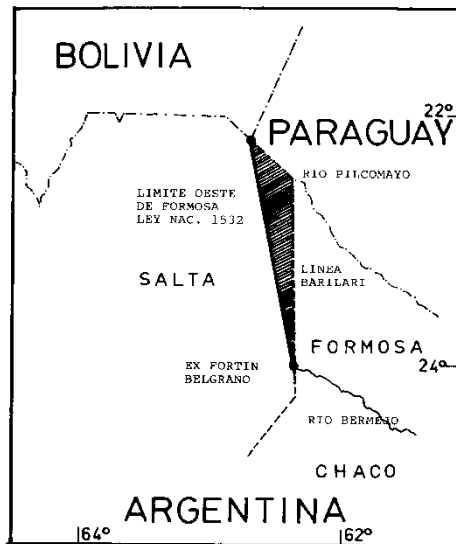 BOLIVIA
22°
PARAGUAY
RIO PILCOMAYO
LIMITE OESTE
DE FORMOSA
LEY NAC. 1532
LINEA
BARILARI
SALTA
FORMOSA
EX FORTIN
BELGRANO
24°
RIO BERMEJO
CHACO
ARGENTINA
64°
62°